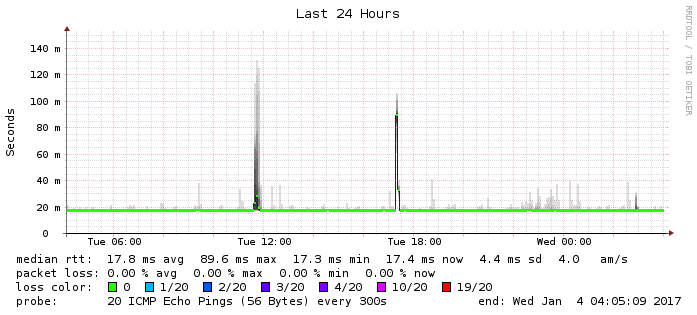 Last 24 Hours
RRDTOOL / TOBI OETIKER
Seconds
140 m
120 m
100 m
80 m
60 m
40 m
20 m
0
Tue 06:00 Tue 12:00 Tue 18:00 Wed 00:00
median rtt: 17.8 ms avg 89.6 ms max 17.3 ms min 17.4 ms now 4.4 ms sd 4.0 am/s
packet loss: 0.00 % avg 0.00 % max 0.00 % min 0.00 % now
loss color: 0 1/20 2/20 3/20 4/20 10/20 19/20
probe: 20 ICMP Echo Pings (56 Bytes) every 300s end: Wed Jan 4 04:05:09 2017